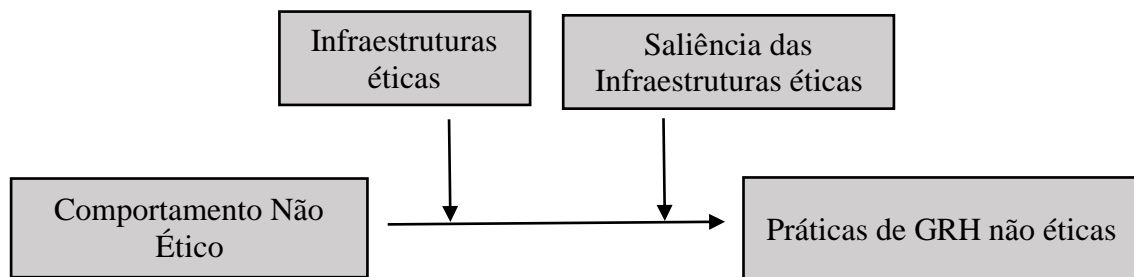 Infraestruturas
éticas
Saliência das
Infraestruturas éticas
Comportamento Não
Ético
Práticas de GRH não éticas